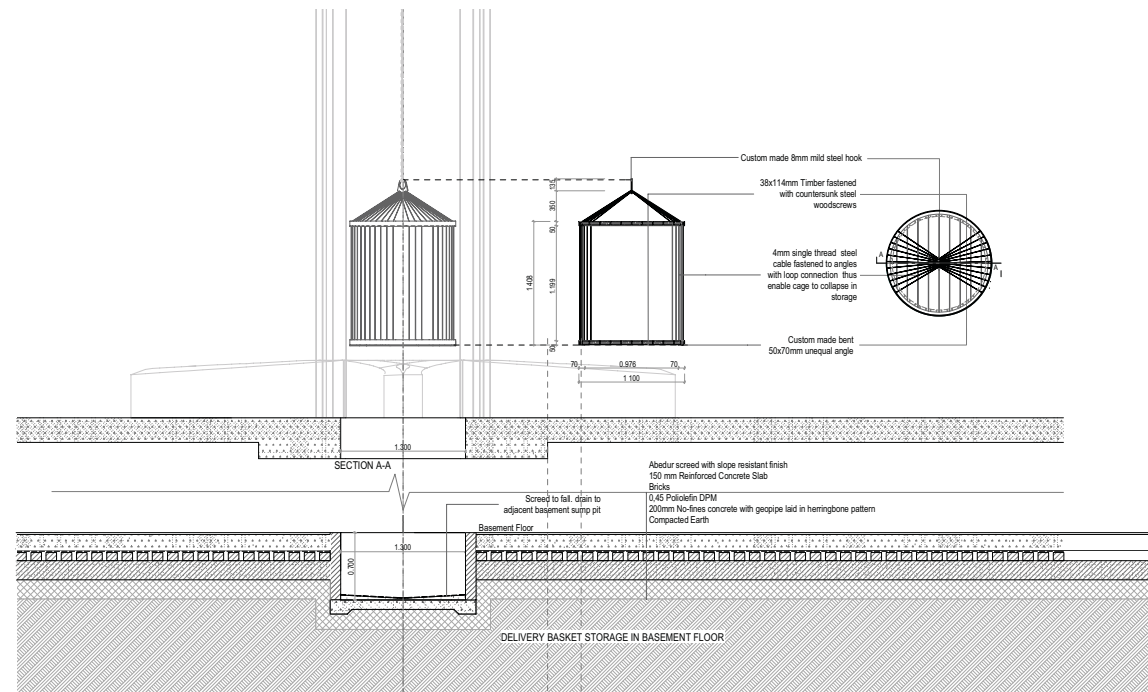 Custom made 8mm mild steel hook
38x114mm Timber fastened
with countersunk steel
woodscrews
135
350
50
1.199
1 408
50
A
A
4mm single thread steel
cable fastened to angles
with loop connection thus
enable cage to collapse in
storage
Custom made bent
50x70mm unequal angle
70
0.976
70
1 100
1.300
SECTION A-A
Abedur screed with slope resistant finish
150 mm Reinforced Concrete Slab
Bricks
0,45 Poliolefin DPM
200mm No-fines concrete with geopipe laid in herringbone pattern
Compacted Earth
Screed to fall. drain to
adjacent basement sump pit
Basement Floor
1.300
0.700
DELIVERY BASKET STORAGE IN BASEMENT FLOOR